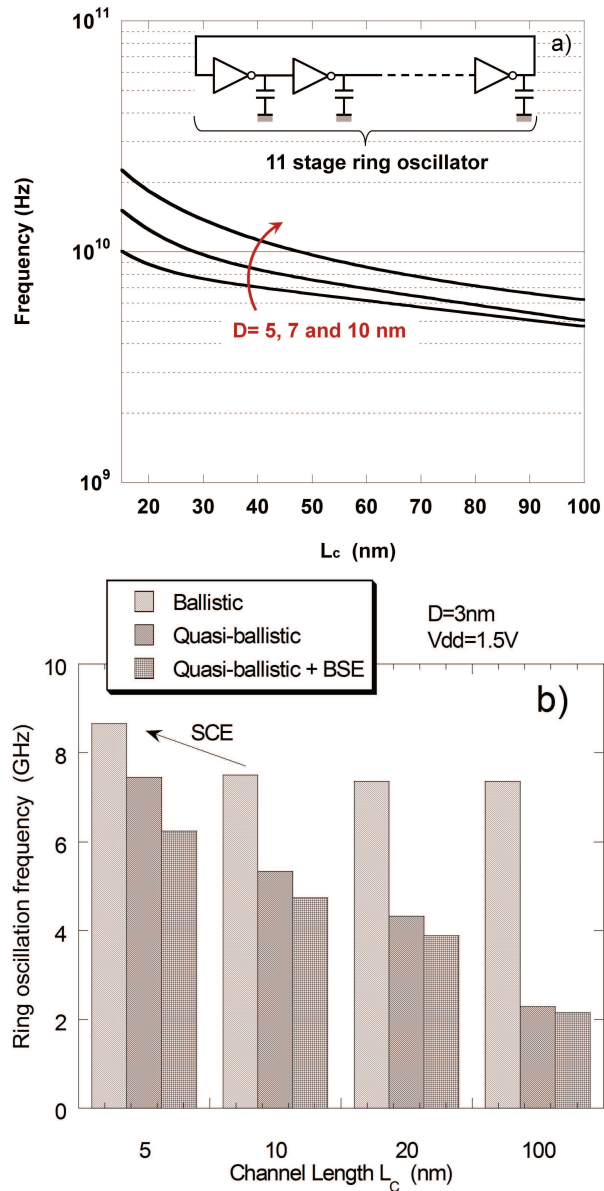 10¹¹
a)
11 stage ring oscillator
Frequency (Hz)
10¹⁰
D= 5, 7 and 10 nm
10⁹
20 30 40 50 60 70 80 90 100
L꜀ (nm)
Ballistic
Quasi-ballistic
Quasi-ballistic + BSE
D=3nm
Vdd=1.5V
b)
SCE
Ring oscillation frequency (GHz)
10
8
6
4
2
0
5 10 20 100
Channel Length L_C (nm)